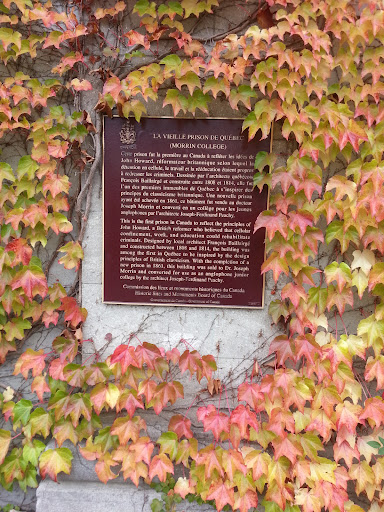 LA VIEILLE PRISON DE QUÉBEC
(MORRIN COLLEGE)
Cette prison fut la première au Canada à refléter les idées de
John Howard, réformateur britannique selon lequel la
détention en cellule, le travail et la rééducation étaient propres
à redresser les criminels. Dessinée par l'architecte québécois
François Baillairgé et construite entre 1808 et 1814, elle fut
l'un des premiers immeubles de Québec à s'inspirer des
principes du classicisme britannique. Une nouvelle prison
ayant été achevée en 1861, ce bâtiment fut vendu au docteur
Joseph Morrin et converti en un collège pour les jeunes
anglophones par l'architecte Joseph-Ferdinand Peachy.
This is the first prison in Canada to reflect the principles of
John Howard, a British reformer who believed that cellular
confinement, work, and education could rehabilitate
criminals. Designed by local architect François Baillairgé
and constructed between 1808 and 1814, the building was
among the first in Québec to be inspired by the design
principles of British classicism. With the completion of a
new prison in 1861, this building was sold to Dr. Joseph
Morrin and converted for use as an anglophone junior
college by the architect Joseph-Ferdinand Peachy.
Commission des lieux et monuments historiques du Canada
Historic Sites and Monuments Board of Canada
Government of Canada